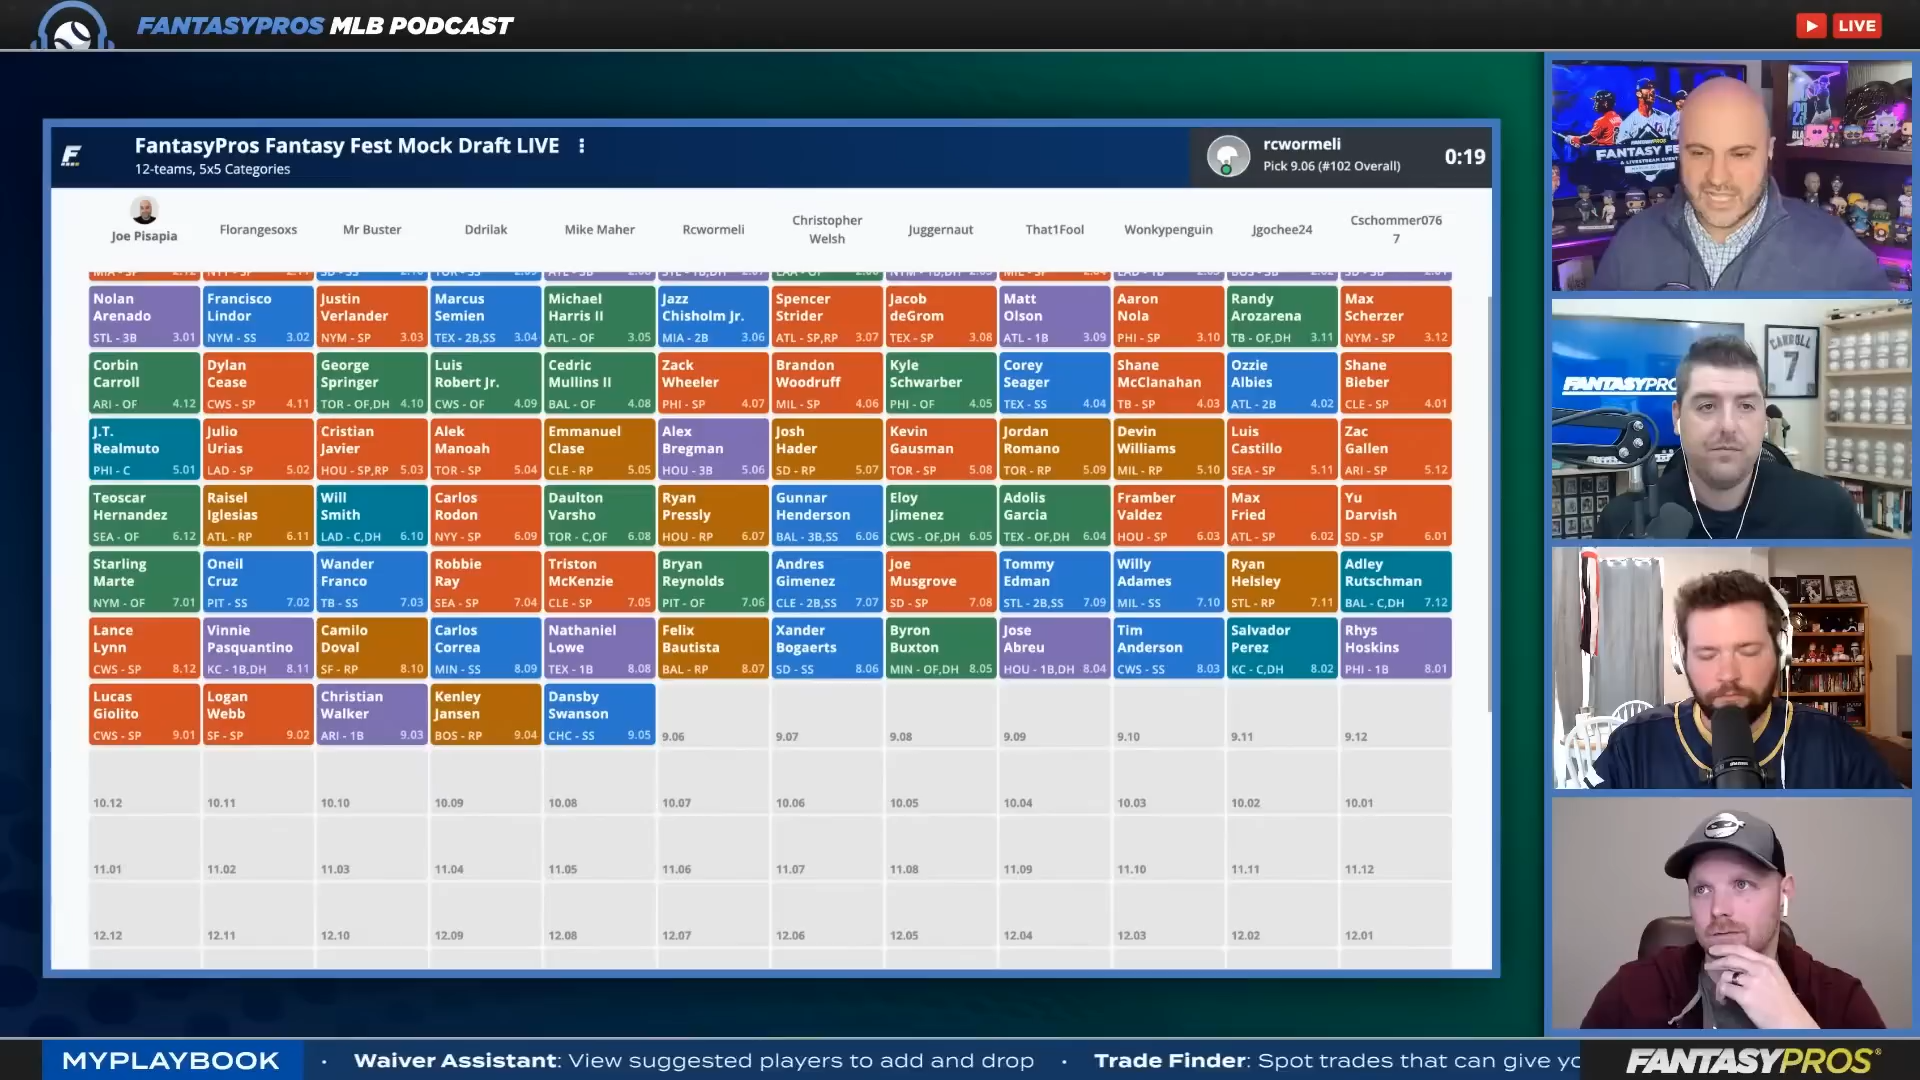 FANTASYPROS MLB PODCAST
LIVE
FantasyPros Fantasy Fest Mock Draft LIVE
12-teams, 5x5 Categories
rcwormeli
Pick 9.06 (#102 Overall)
0:19
Joe Pisapia
Florangesoxs
Mr Buster
Ddrilak
Mike Maher
Rcwormeli
Christopher Welsh
Juggernaut
That1Fool
Wonkypenguin
Jgochee24
Cschommer076
7
Nolan Arenado STL - 3B 3.01
Francisco Lindor NYM - SS 3.02
Justin Verlander NYM - SP 3.03
Marcus Semien TEX - 2B,SS 3.04
Michael Harris II ATL - OF 3.05
Jazz Chisholm Jr. MIA - 2B 3.06
Spencer Strider ATL - SP,RP 3.07
Jacob deGrom TEX - SP 3.08
Matt Olson ATL - 1B 3.09
Aaron Nola PHI - SP 3.10
Randy Arozarena TB - OF,DH 3.11
Max Scherzer NYM - SP 3.12
Corbin Carroll ARI - OF 4.12
Dylan Cease CWS - SP 4.11
George Springer TOR - OF,DH 4.10
Luis Robert Jr. CWS - OF 4.09
Cedric Mullins II BAL - OF 4.08
Zack Wheeler PHI - SP 4.07
Brandon Woodruff MIL - SP 4.06
Kyle Schwarber PHI - OF 4.05
Corey Seager TEX - SS 4.04
Shane McClanahan TB - SP 4.03
Ozzie Albies ATL - 2B 4.02
Shane Bieber CLE - SP 4.01
J.T. Realmuto PHI - C 5.01
Julio Urias LAD - SP 5.02
Cristian Javier HOU - SP,RP 5.03
Alek Manoah TOR - SP 5.04
Emmanuel Clase CLE - RP 5.05
Alex Bregman HOU - 3B 5.06
Josh Hader SD - RP 5.07
Kevin Gausman TOR - SP 5.08
Jordan Romano TOR - RP 5.09
Devin Williams MIL - RP 5.10
Luis Castillo SEA - SP 5.11
Zac Gallen ARI - SP 5.12
Teoscar Hernandez SEA - OF 6.12
Raisel Iglesias ATL - RP 6.11
Will Smith LAD - C,DH 6.10
Carlos Rodon NYY - SP 6.09
Daulton Varsho TOR - C,OF 6.08
Ryan Pressly HOU - RP 6.07
Gunnar Henderson BAL - 3B,SS 6.06
Eloy Jimenez CWS - OF,DH 6.05
Adolis Garcia TEX - OF,DH 6.04
Framber Valdez HOU - SP 6.03
Max Fried ATL - SP 6.02
Yu Darvish SD - SP 6.01
Starling Marte NYM - OF 7.01
Oneil Cruz PIT - SS 7.02
Wander Franco TB - SS 7.03
Robbie Ray SEA - SP 7.04
Triston McKenzie CLE - SP 7.05
Bryan Reynolds PIT - OF 7.06
Andres Gimenez CLE - 2B,SS 7.07
Joe Musgrove SD - SP 7.08
Tommy Edman STL - 2B,SS 7.09
Willy Adames MIL - SS 7.10
Ryan Helsley STL - RP 7.11
Adley Rutschman BAL - C,DH 7.12
Lance Lynn CWS - SP 8.12
Vinnie Pasquantino KC - 1B,DH 8.11
Camilo Doval SF - RP 8.10
Carlos Correa MIN - SS 8.09
Nathaniel Lowe TEX - 1B 8.08
Felix Bautista BAL - RP 8.07
Xander Bogaerts SD - SS 8.06
Byron Buxton MIN - OF,DH 8.05
Jose Abreu HOU - 1B,DH 8.04
Tim Anderson CWS - SS 8.03
Salvador Perez KC - C,DH 8.02
Rhys Hoskins PHI - 1B 8.01
Lucas Giolito CWS - SP 9.01
Logan Webb SF - SP 9.02
Christian Walker ARI - 1B 9.03
Kenley Jansen BOS - RP 9.04
Dansby Swanson CHC - SS 9.05
9.06 9.07 9.08 9.09 9.10 9.11 9.12
10.12 10.11 10.10 10.09 10.08 10.07 10.06 10.05 10.04 10.03 10.02 10.01
11.01 11.02 11.03 11.04 11.05 11.06 11.07 11.08 11.09 11.10 11.11 11.12
12.12 12.11 12.10 12.09 12.08 12.07 12.06 12.05 12.04 12.03 12.02 12.01
CARROLL
7
FANTASYPRO
MYPLAYBOOK · Waiver Assistant: View suggested players to add and drop · Trade Finder: Spot trades that can give yo
FANTASYPROS